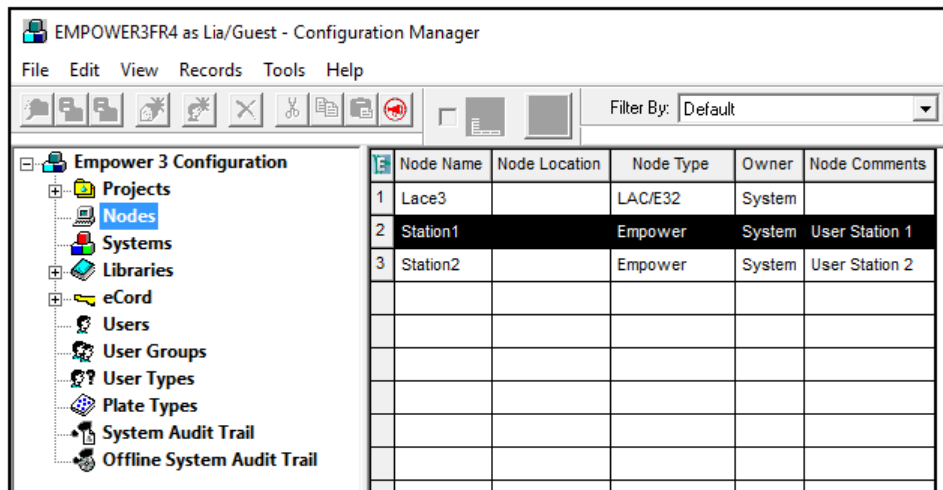 EMPOWER3FR4 as Lia/Guest - Configuration Manager
File Edit View Records Tools Help
Filter By: Default
Empower 3 Configuration
Projects
Nodes
Systems
Libraries
eCord
Users
User Groups
User Types
Plate Types
System Audit Trail
Offline System Audit Trail
Node Name Node Location Node Type Owner Node Comments
1 Lace3 LAC/E32 System
2 Station1 Empower System User Station 1
3 Station2 Empower System User Station 2